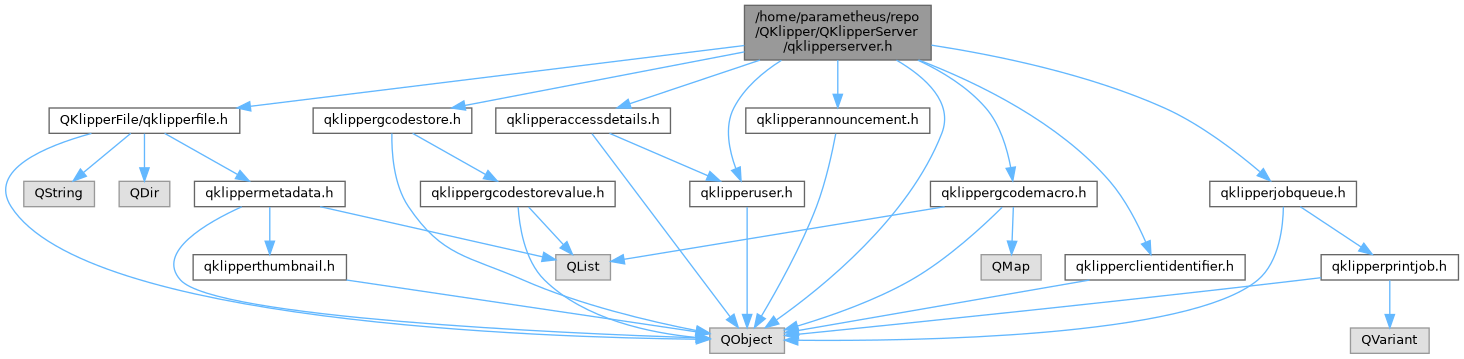 /home/parametheus/repo
/QKlipper/QKlipperServer
/qklipperserver.h
QKlipperFile/qklipperfile.h
qklippergcodestore.h
qklipperaccessdetails.h
qklipperannouncement.h
QString
QDir
qklippermetadata.h
qklippergcodestorevalue.h
qklipperuser.h
qklippergcodemacro.h
qklipperjobqueue.h
qklipperthumbnail.h
QList
QMap
qklipperclientidentifier.h
qklipperprintjob.h
QObject
QVariant